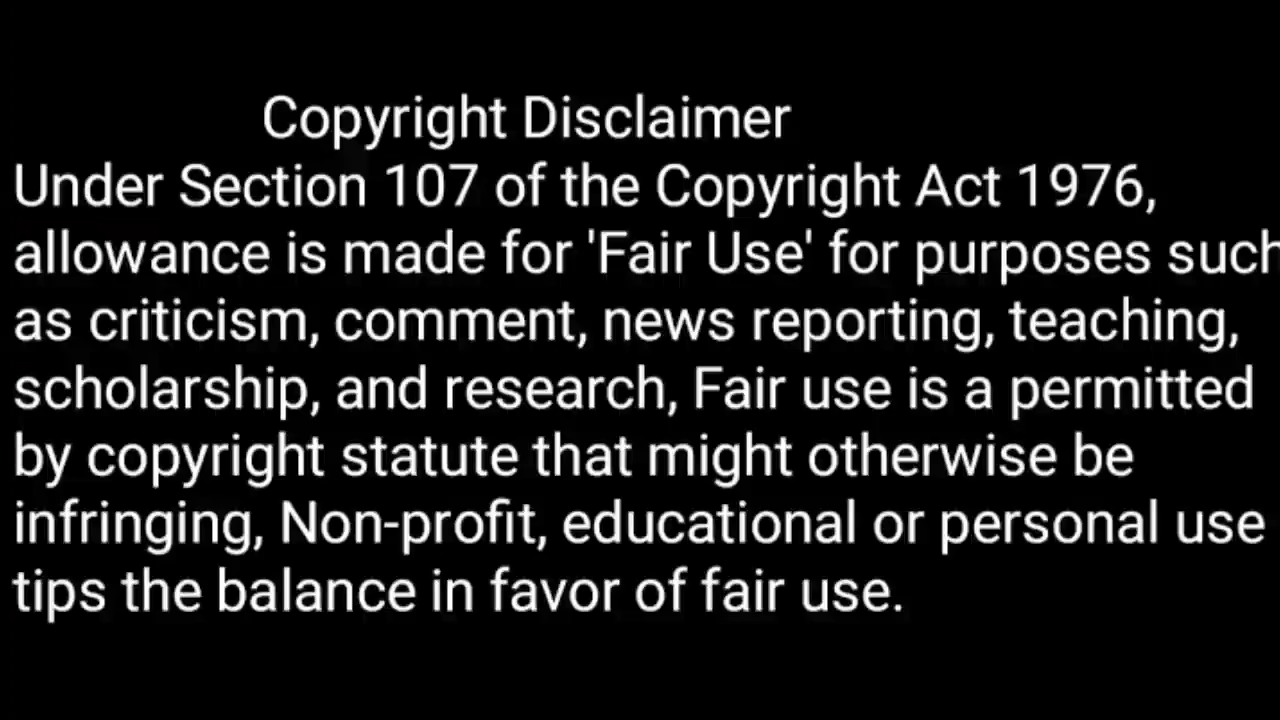 Copyright Disclaimer
Under Section 107 of the Copyright Act 1976,
allowance is made for 'Fair Use' for purposes such
as criticism, comment, news reporting, teaching,
scholarship, and research, Fair use is a permitted
by copyright statute that might otherwise be
infringing, Non-profit, educational or personal use
tips the balance in favor of fair use.